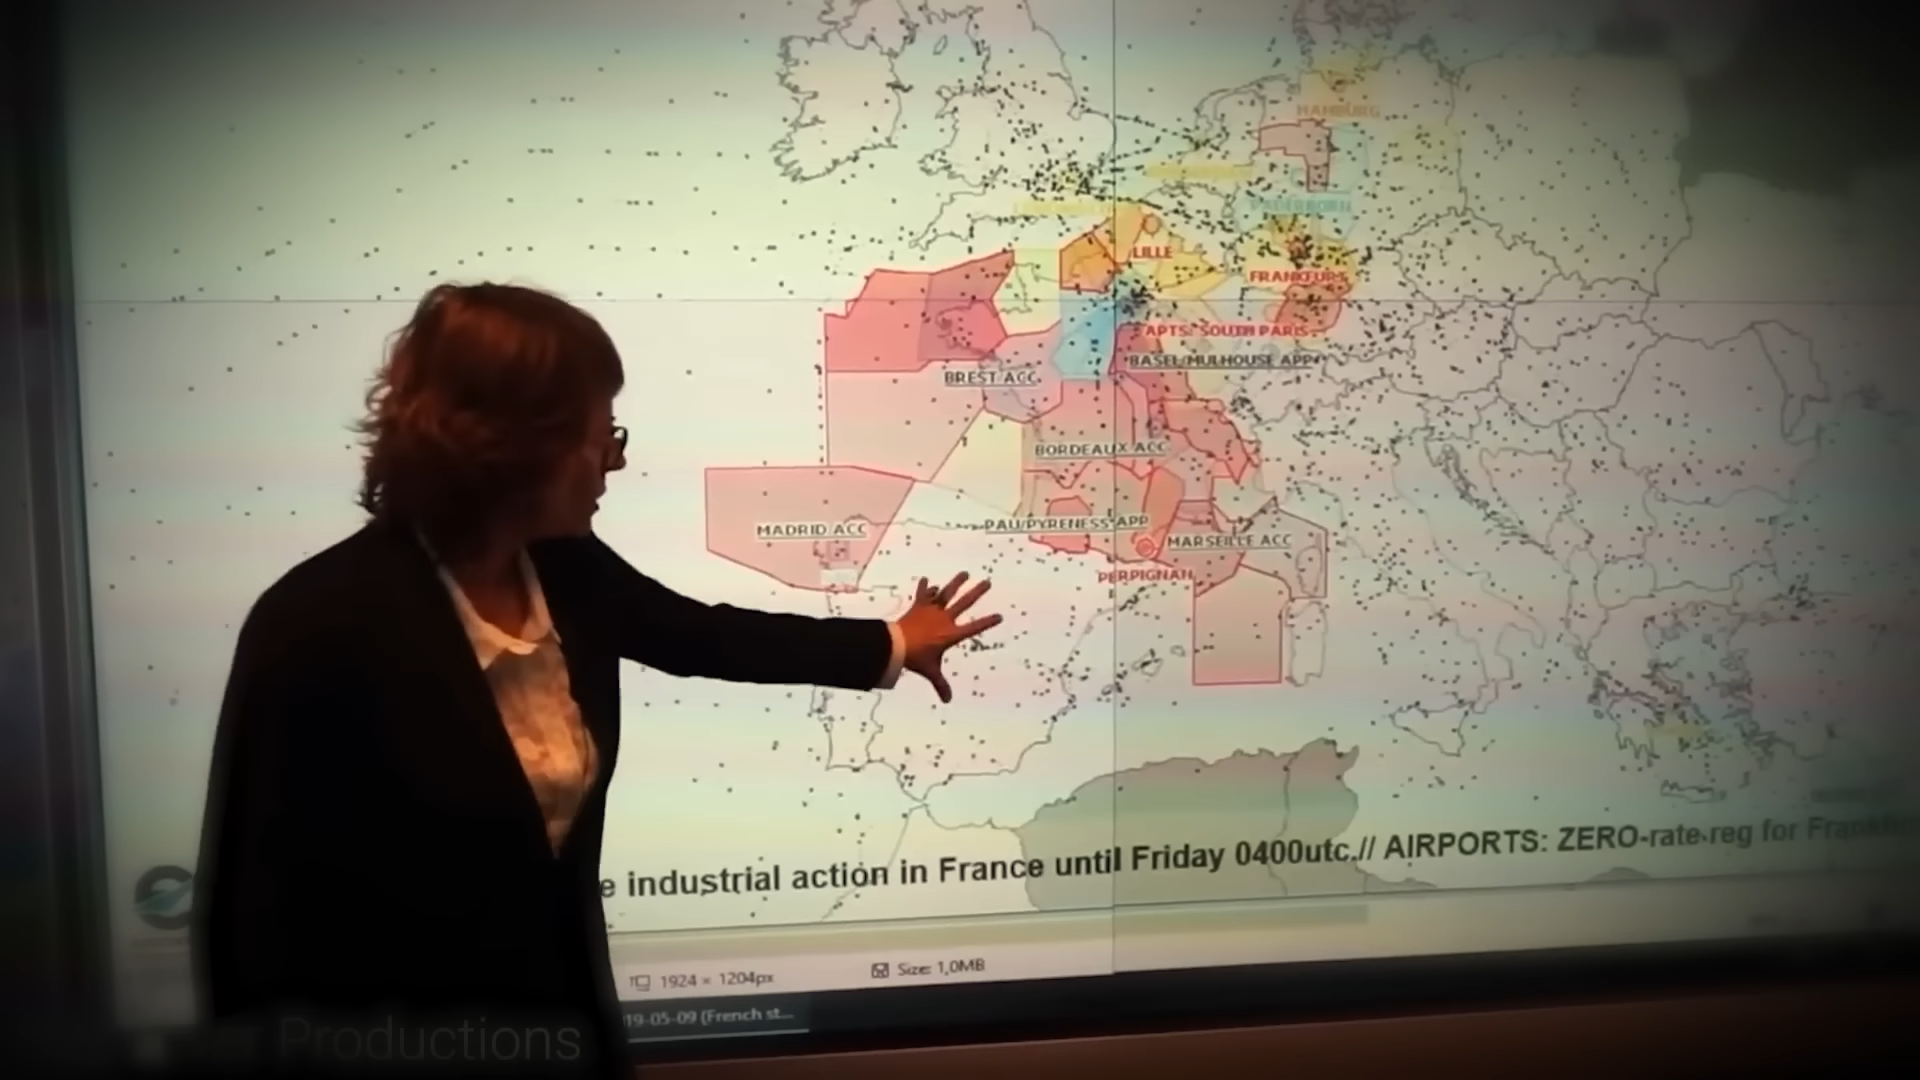 HAMBURG
PADERBORN
LILLE
FRANKFURT
APTS: SOUTH PARIS
BASEL/MULHOUSE APP
BREST ACC
BORDEAUX ACC
MADRID ACC
PAU/PYRENESS APP
MARSEILLE ACC
PERPIGNAN
e industrial action in France until Friday 0400utc.// AIRPORTS: ZERO-rate-reg for
1924 × 1204px
Size: 1,0MB
19-05-09 (French st...
Productions